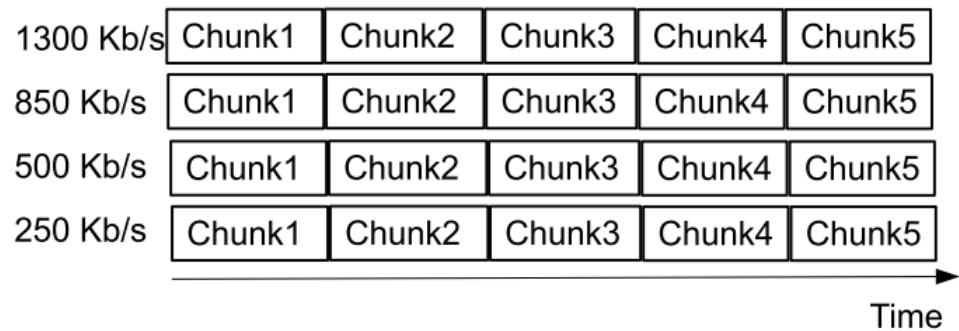 1300 Kb/s Chunk1 Chunk2 Chunk3 Chunk4 Chunk5
850 Kb/s Chunk1 Chunk2 Chunk3 Chunk4 Chunk5
500 Kb/s Chunk1 Chunk2 Chunk3 Chunk4 Chunk5
250 Kb/s Chunk1 Chunk2 Chunk3 Chunk4 Chunk5
Time